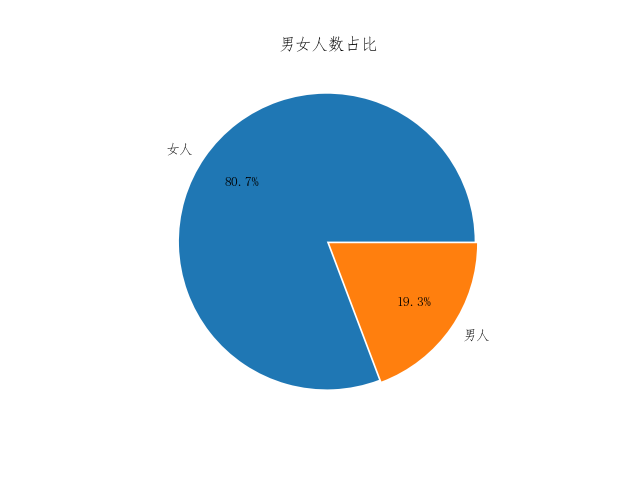 男女人数占比
女人
80.7%
19.3%
男人